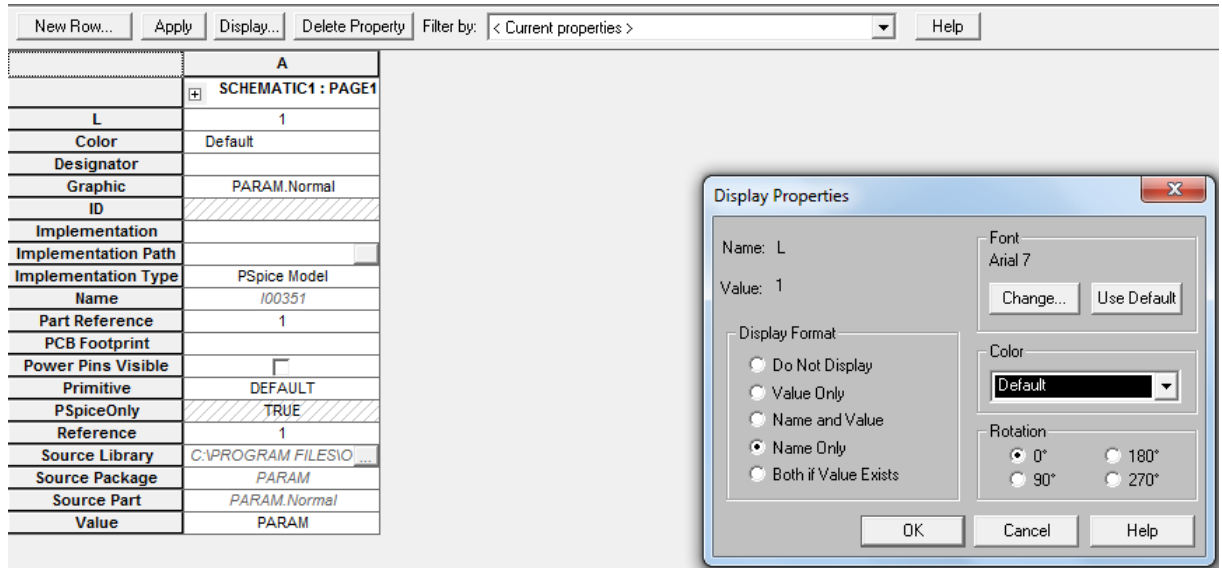 New Row... Apply Display... Delete Property Filter by: < Current properties > Help
A
SCHEMATIC1 : PAGE1
L 1
Color Default
Designator
Graphic PARAM.Normal
ID
Implementation
Implementation Path
Implementation Type PSpice Model
Name I00351
Part Reference 1
PCB Footprint
Power Pins Visible
Primitive DEFAULT
PSpiceOnly TRUE
Reference 1
Source Library C:\PROGRAM FILES\O ...
Source Package PARAM
Source Part PARAM.Normal
Value PARAM
Display Properties
Name: L
Value: 1
Display Format
Do Not Display
Value Only
Name and Value
Name Only
Both if Value Exists
Font
Arial 7
Change... Use Default
Color
Default
Rotation
0° 180°
90° 270°
OK Cancel Help